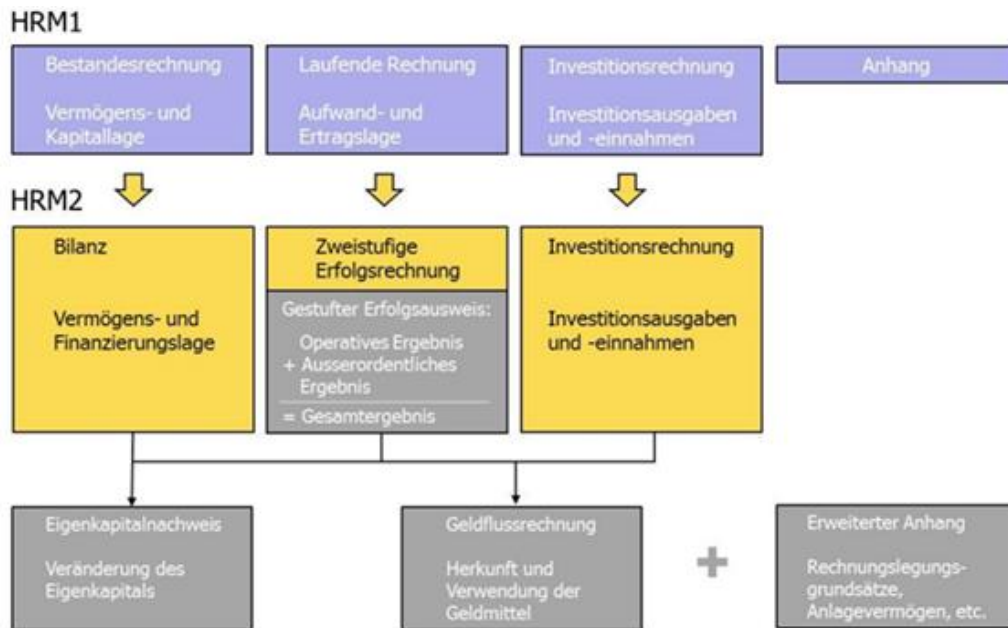 HRM1
Bestandesrechnung
Vermögens- und
Kapitallage
Laufende Rechnung
Aufwand- und
Ertragslage
Investitionsrechnung
Investitionsausgaben
und -einnahmen
Anhang
HRM2
Bilanz
Vermögens- und
Finanzierungslage
Zweistufige
Erfolgsrechnung
Gestufter Erfolgsausweis:
Operatives Ergebnis
+ Ausserordentliches
Ergebnis
= Gesamtergebnis
Investitionsrechnung
Investitionsausgaben
und -einnahmen
Eigenkapitalnachweis
Veränderung des
Eigenkapitals
Geldflussrechnung
Herkunft und
Verwendung der
Geldmittel
+
Erweiterter Anhang
Rechnungslegungs-
grundsätze,
Anlagevermögen, etc.